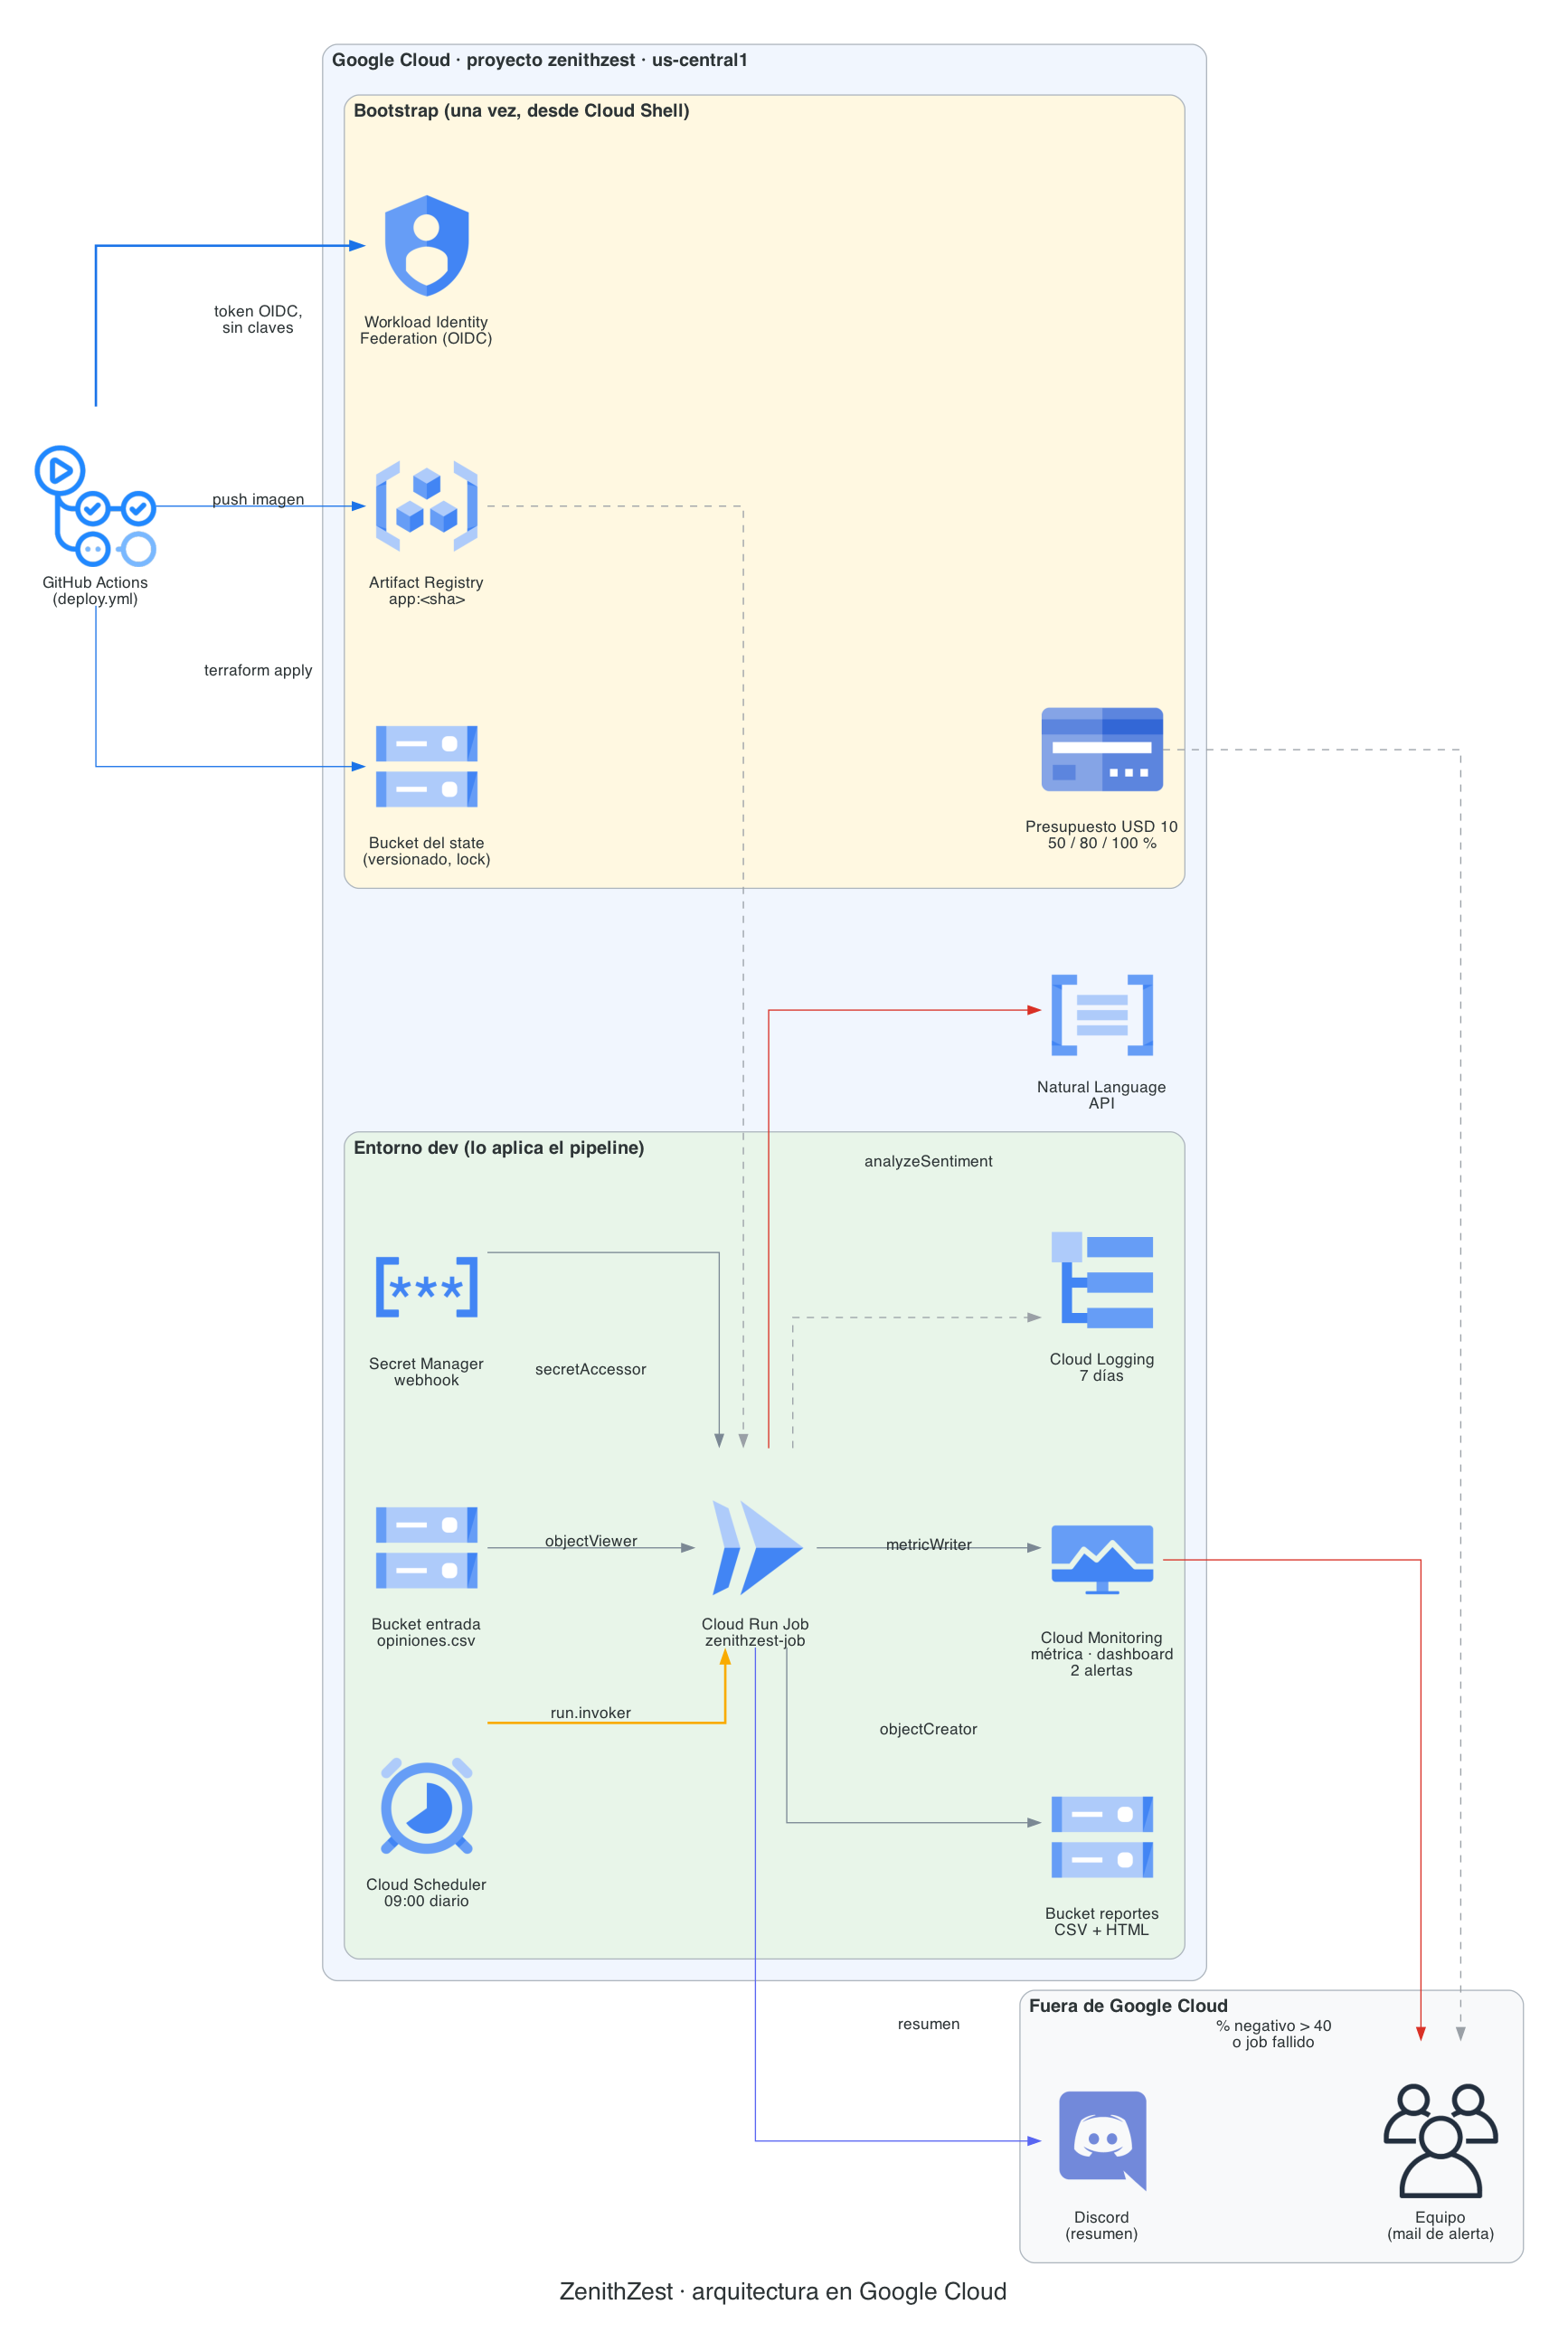 Google Cloud · proyecto zenithzest · us-central1
Bootstrap (una vez, desde Cloud Shell)
token OIDC,
sin claves
Workload Identity
Federation (OIDC)
push imagen
GitHub Actions
(deploy.yml)
Artifact Registry
app:<sha>
terraform apply
Bucket del state
(versionado, lock)
Presupuesto USD 10
50 / 80 / 100 %
Natural Language
API
Entorno dev (lo aplica el pipeline)
analyzeSentiment
[***]
Secret Manager
webhook
secretAccessor
Cloud Logging
7 días
objectViewer
metricWriter
Bucket entrada
opiniones.csv
Cloud Run Job
zenithzest-job
Cloud Monitoring
métrica · dashboard
2 alertas
run.invoker
objectCreator
Cloud Scheduler
09:00 diario
Bucket reportes
CSV + HTML
Fuera de Google Cloud
resumen
% negativo > 40
o job fallido
Discord
(resumen)
Equipo
(mail de alerta)
ZenithZest · arquitectura en Google Cloud